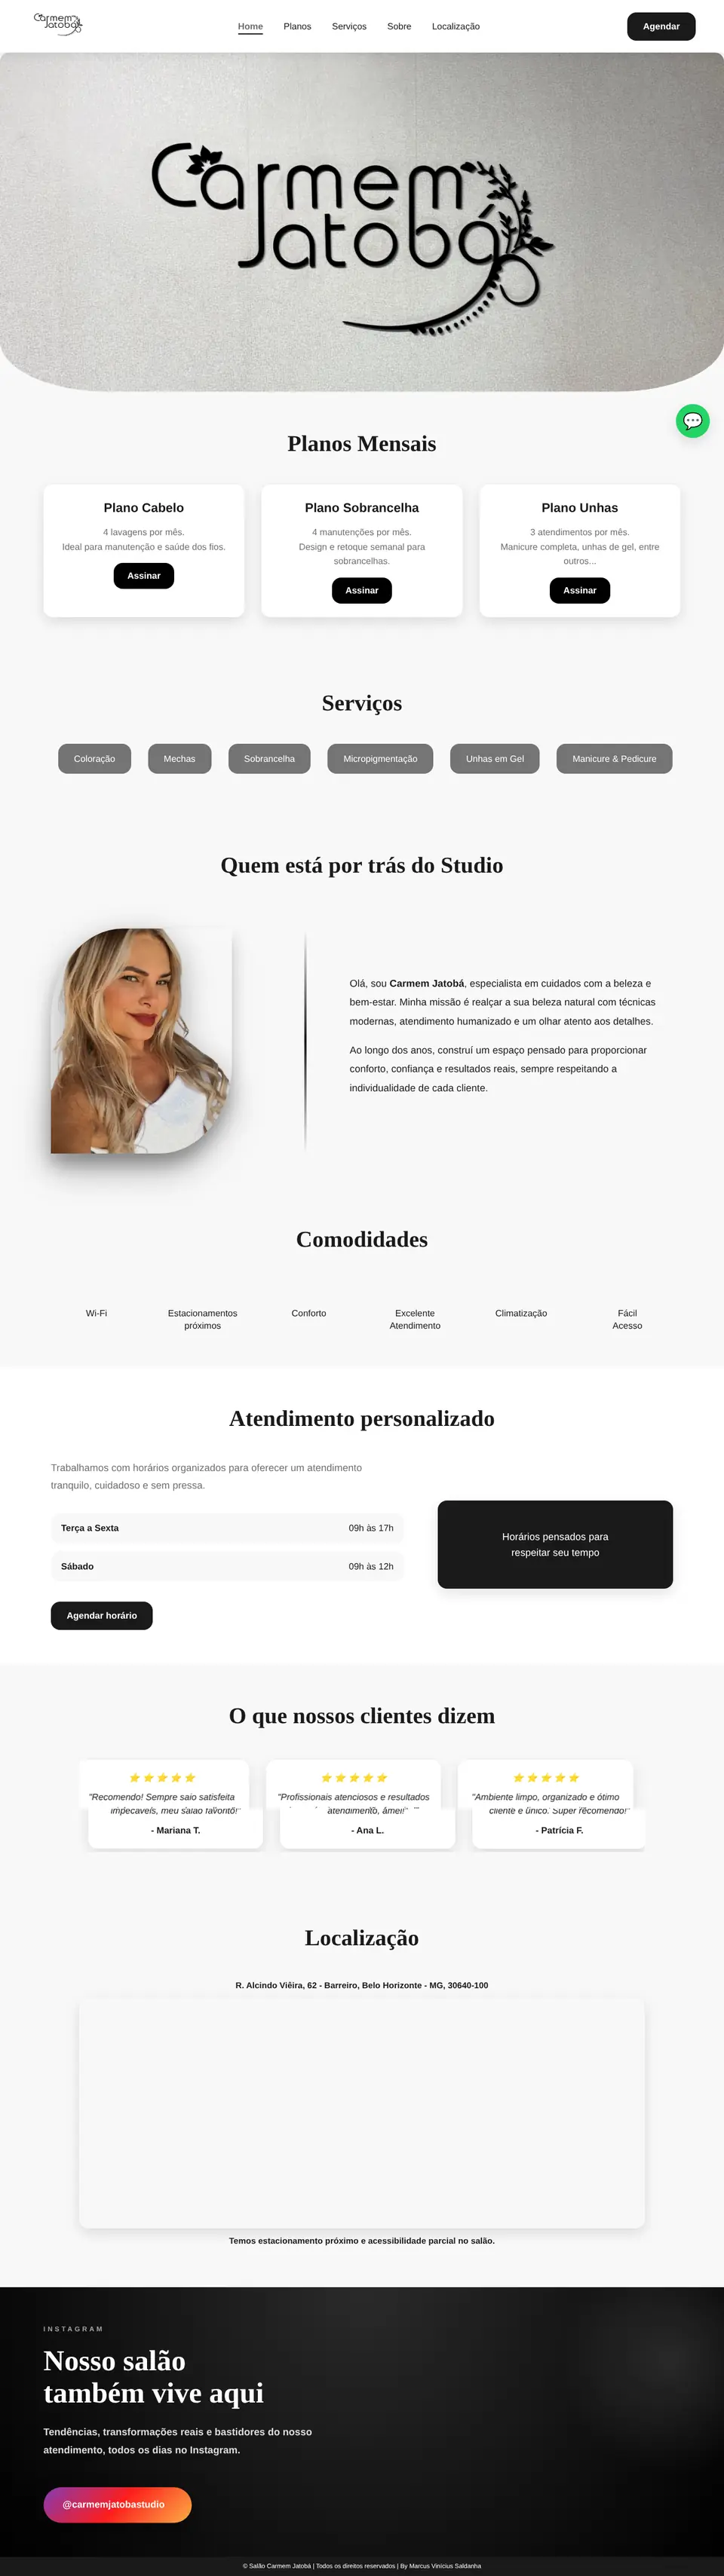 Carmem
Jatobá
Home
Planos
Serviços
Sobre
Localização
Agendar
Carmem
Jatobá
Planos Mensais
Plano Cabelo
4 lavagens por mês.
Ideal para manutenção e saúde dos fios.
Assinar
Plano Sobrancelha
4 manutenções por mês.
Design e retoque semanal para
sobrancelhas.
Assinar
Plano Unhas
3 atendimentos por mês.
Manicure completa, unhas de gel, entre
outros...
Assinar
Serviços
Coloração
Mechas
Sobrancelha
Micropigmentação
Unhas em Gel
Manicure & Pedicure
Quem está por trás do Studio
Olá, sou Carmem Jatobá, especialista em cuidados com a beleza e
bem-estar. Minha missão é realçar a sua beleza natural com técnicas
modernas, atendimento humanizado e um olhar atento aos detalhes.
Ao longo dos anos, construí um espaço pensado para proporcionar
conforto, confiança e resultados reais, sempre respeitando a
individualidade de cada cliente.
Comodidades
Wi-Fi
Estacionamentos
próximos
Conforto
Excelente
Atendimento
Climatização
Fácil
Acesso
Atendimento personalizado
Trabalhamos com horários organizados para oferecer um atendimento
tranquilo, cuidadoso e sem pressa.
Terça a Sexta 09h às 17h
Sábado 09h às 12h
Agendar horário
Horários pensados para
respeitar seu tempo
O que nossos clientes dizem
"Recomendo! Sempre saio satisfeita
- Mariana T.
"Profissionais atenciosos e resultados
- Ana L.
"Ambiente limpo, organizado e ótimo
- Patrícia F.
Localização
R. Alcindo Viêira, 62 - Barreiro, Belo Horizonte - MG, 30640-100
Temos estacionamento próximo e acessibilidade parcial no salão.
INSTAGRAM
Nosso salão
também vive aqui
Tendências, transformações reais e bastidores do nosso
atendimento, todos os dias no Instagram.
@carmemjatobastudio
© Salão Carmem Jatobá | Todos os direitos reservados | By Marcus Vinícius Saldanha